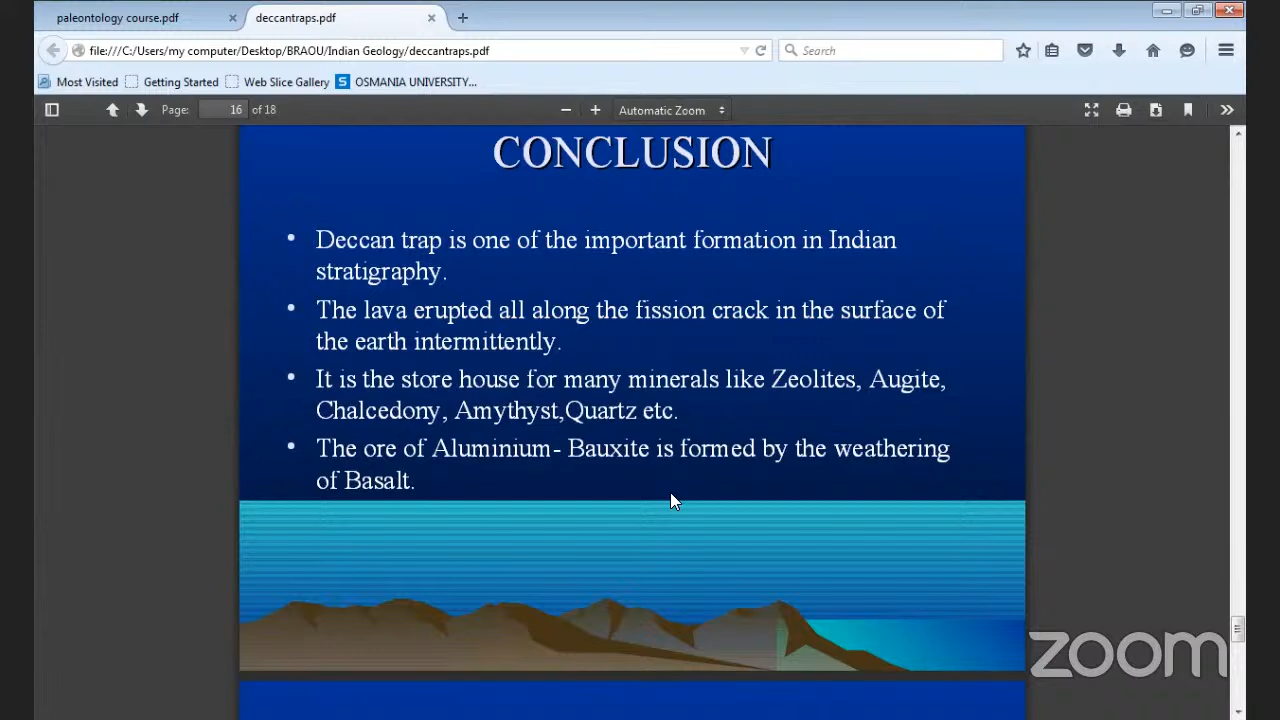 paleontology course.pdf
deccantraps.pdf
file:///C:/Users/my computer/Desktop/BRAOU/Indian Geology/deccantraps.pdf
Search
Most Visited
Getting Started
Web Slice Gallery
S OSMANIA UNIVERSITY...
Page: 16 of 18
Automatic Zoom
CONCLUSION
• Deccan trap is one of the important formation in Indian
stratigraphy.
• The lava erupted all along the fission crack in the surface of
the earth intermittently.
• It is the store house for many minerals like Zeolites, Augite,
Chalcedony, Amythyst,Quartz etc.
• The ore of Aluminium- Bauxite is formed by the weathering
of Basalt.
zoom